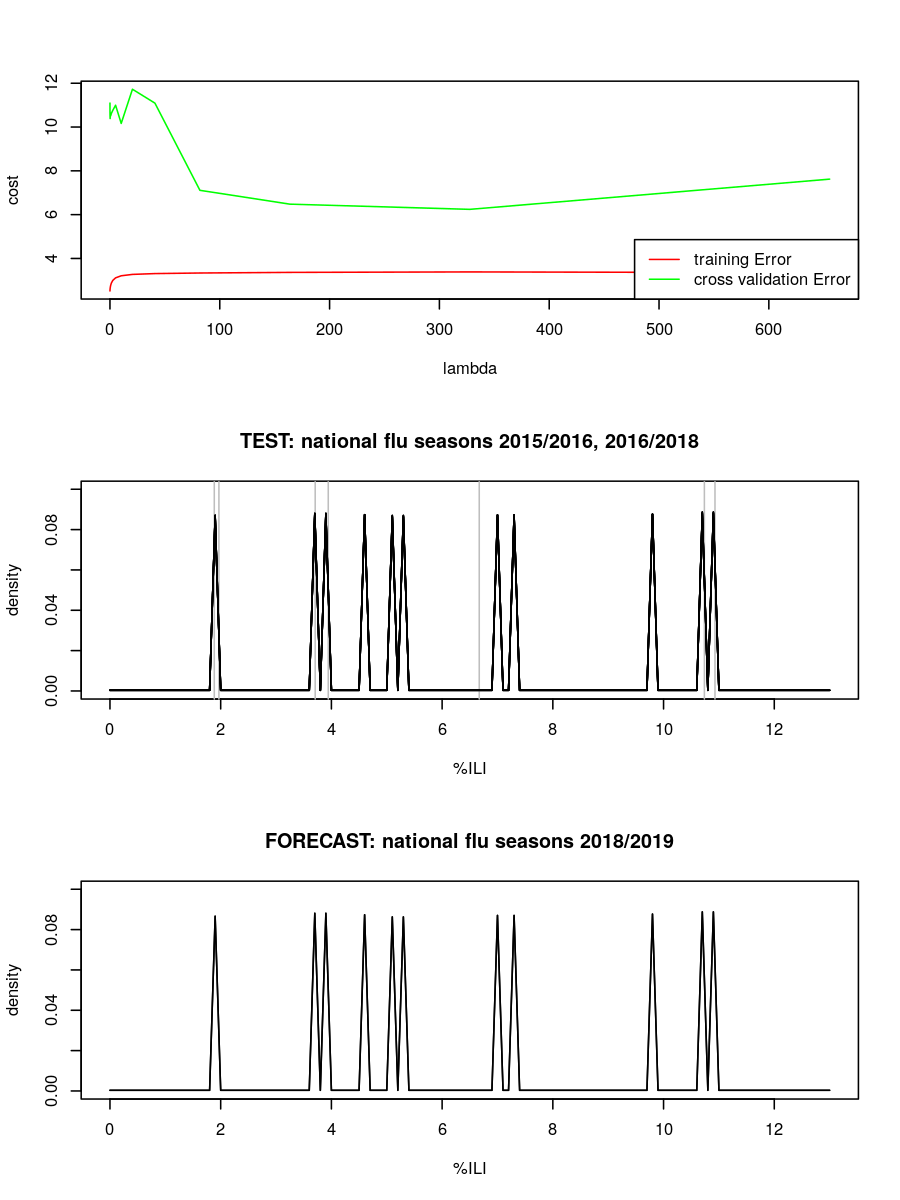 12
10
8
6
4
cost
training Error
cross validation Error
0 100 200 300 400 500 600
lambda
TEST: national flu seasons 2015/2016, 2016/2018
0.08
0.04
0.00
density
0 2 4 6 8 10 12
%ILI
FORECAST: national flu seasons 2018/2019
0.08
0.04
0.00
density
0 2 4 6 8 10 12
%ILI